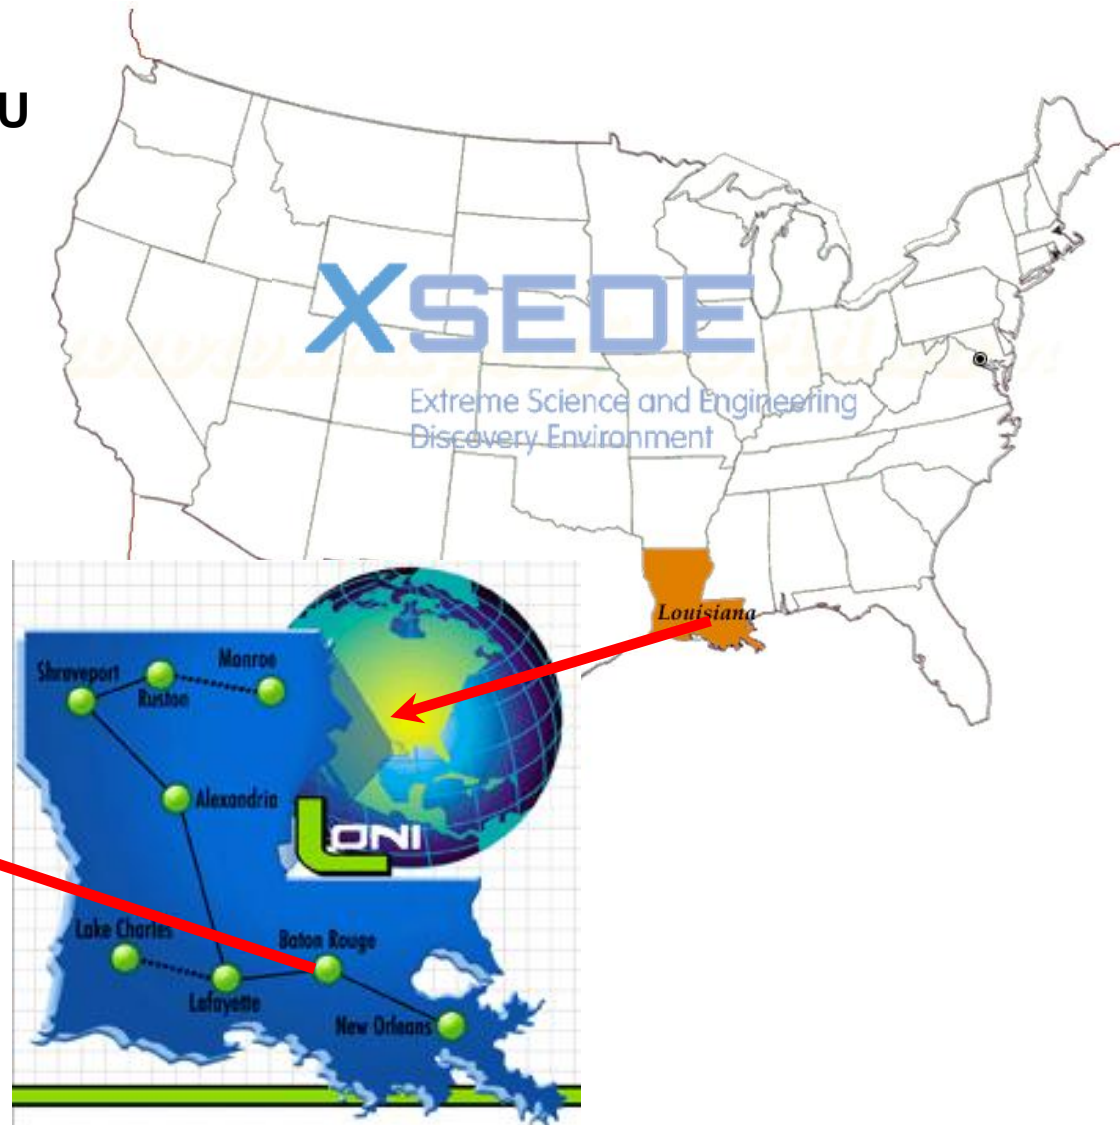 U
XSEDE
Extreme Science and Engineering
Discovery Environment
Louisiana
Monroe
Shreveport
Ruston
Alexandria
LONI
Lake Charles
Baton Rouge
Lafayette
New Orleans